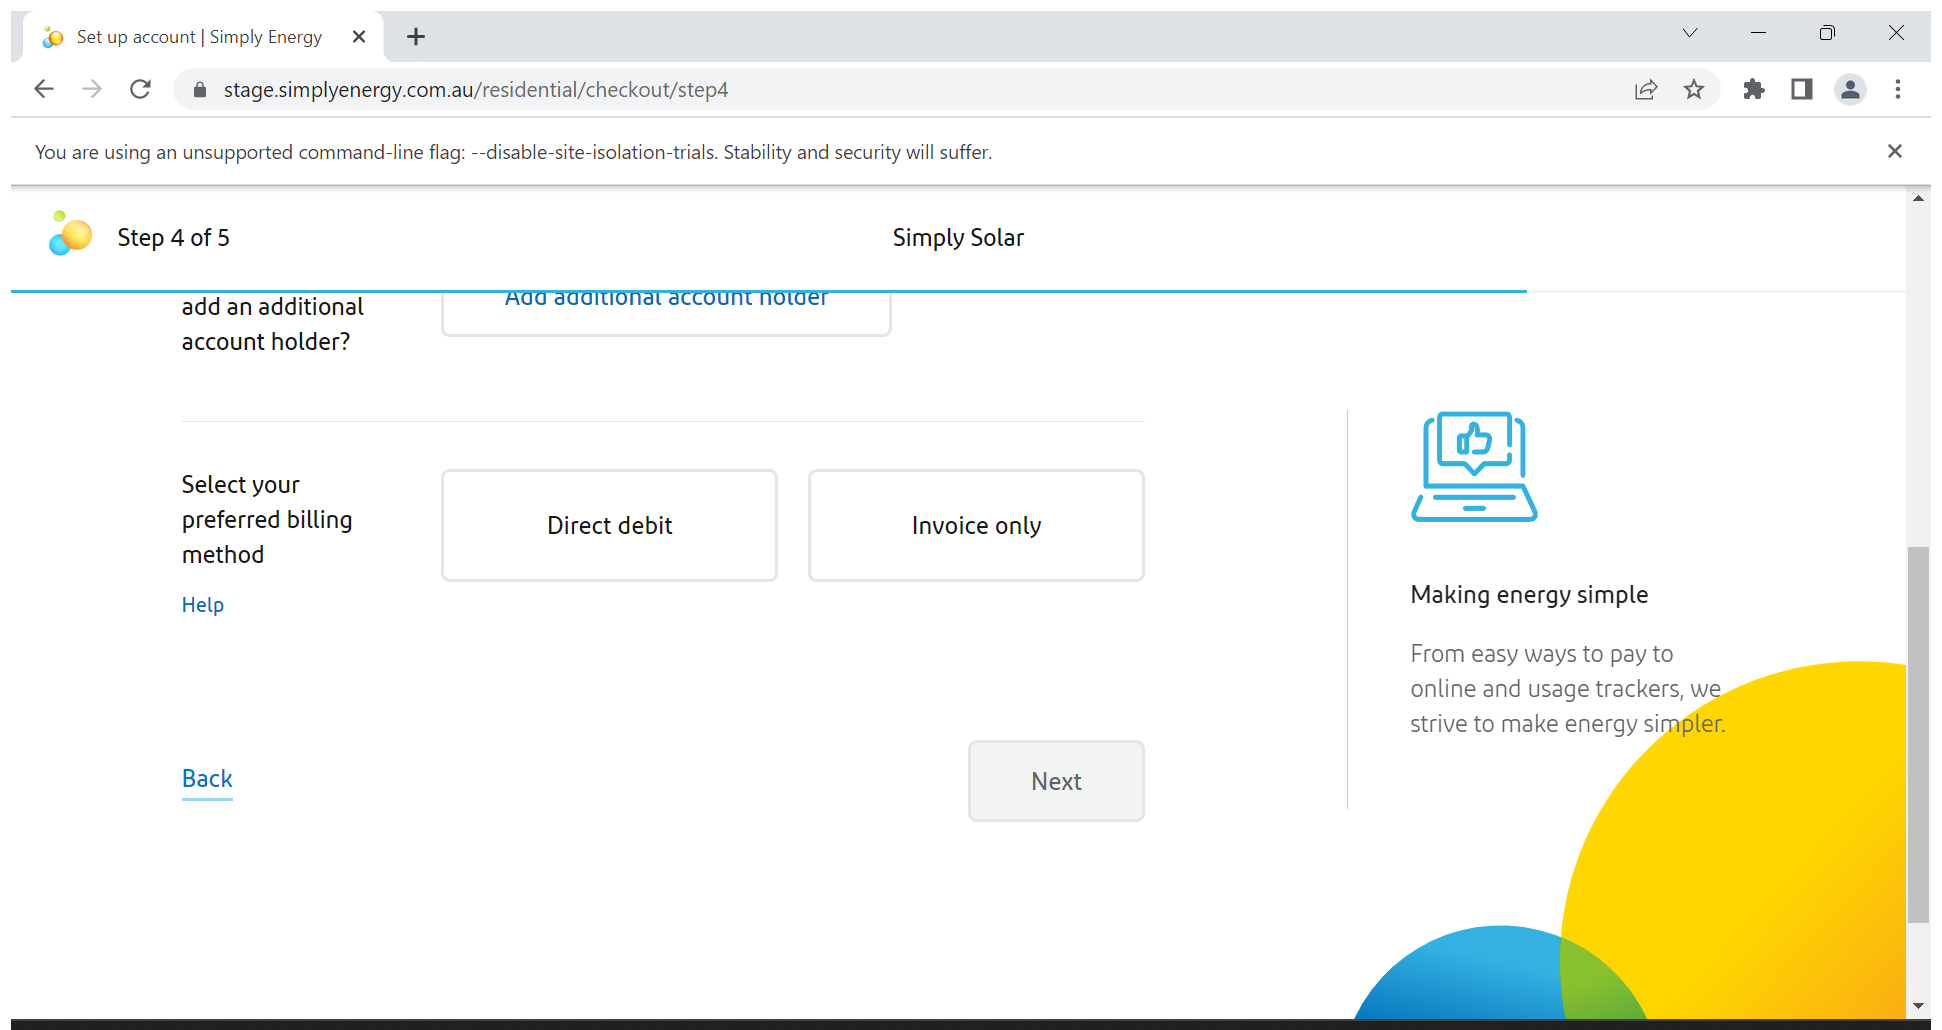 Set up account | Simply Energy
stage.simplyenergy.com.au/residential/checkout/step4
You are using an unsupported command-line flag: --disable-site-isolation-trials. Stability and security will suffer.
Step 4 of 5
Simply Solar
add an additional
account holder?
Add additional account holder
Select your
preferred billing
method
Help
Direct debit
Invoice only
Back
Next
Making energy simple
From easy ways to pay to
online and usage trackers, we
strive to make energy simpler.